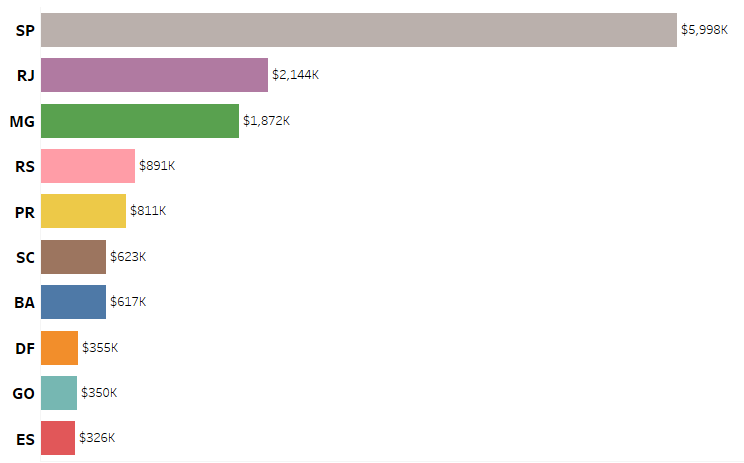 SP $5,998K
RJ $2,144K
MG $1,872K
RS $891K
PR $811K
SC $623K
BA $617K
DF $355K
GO $350K
ES $326K